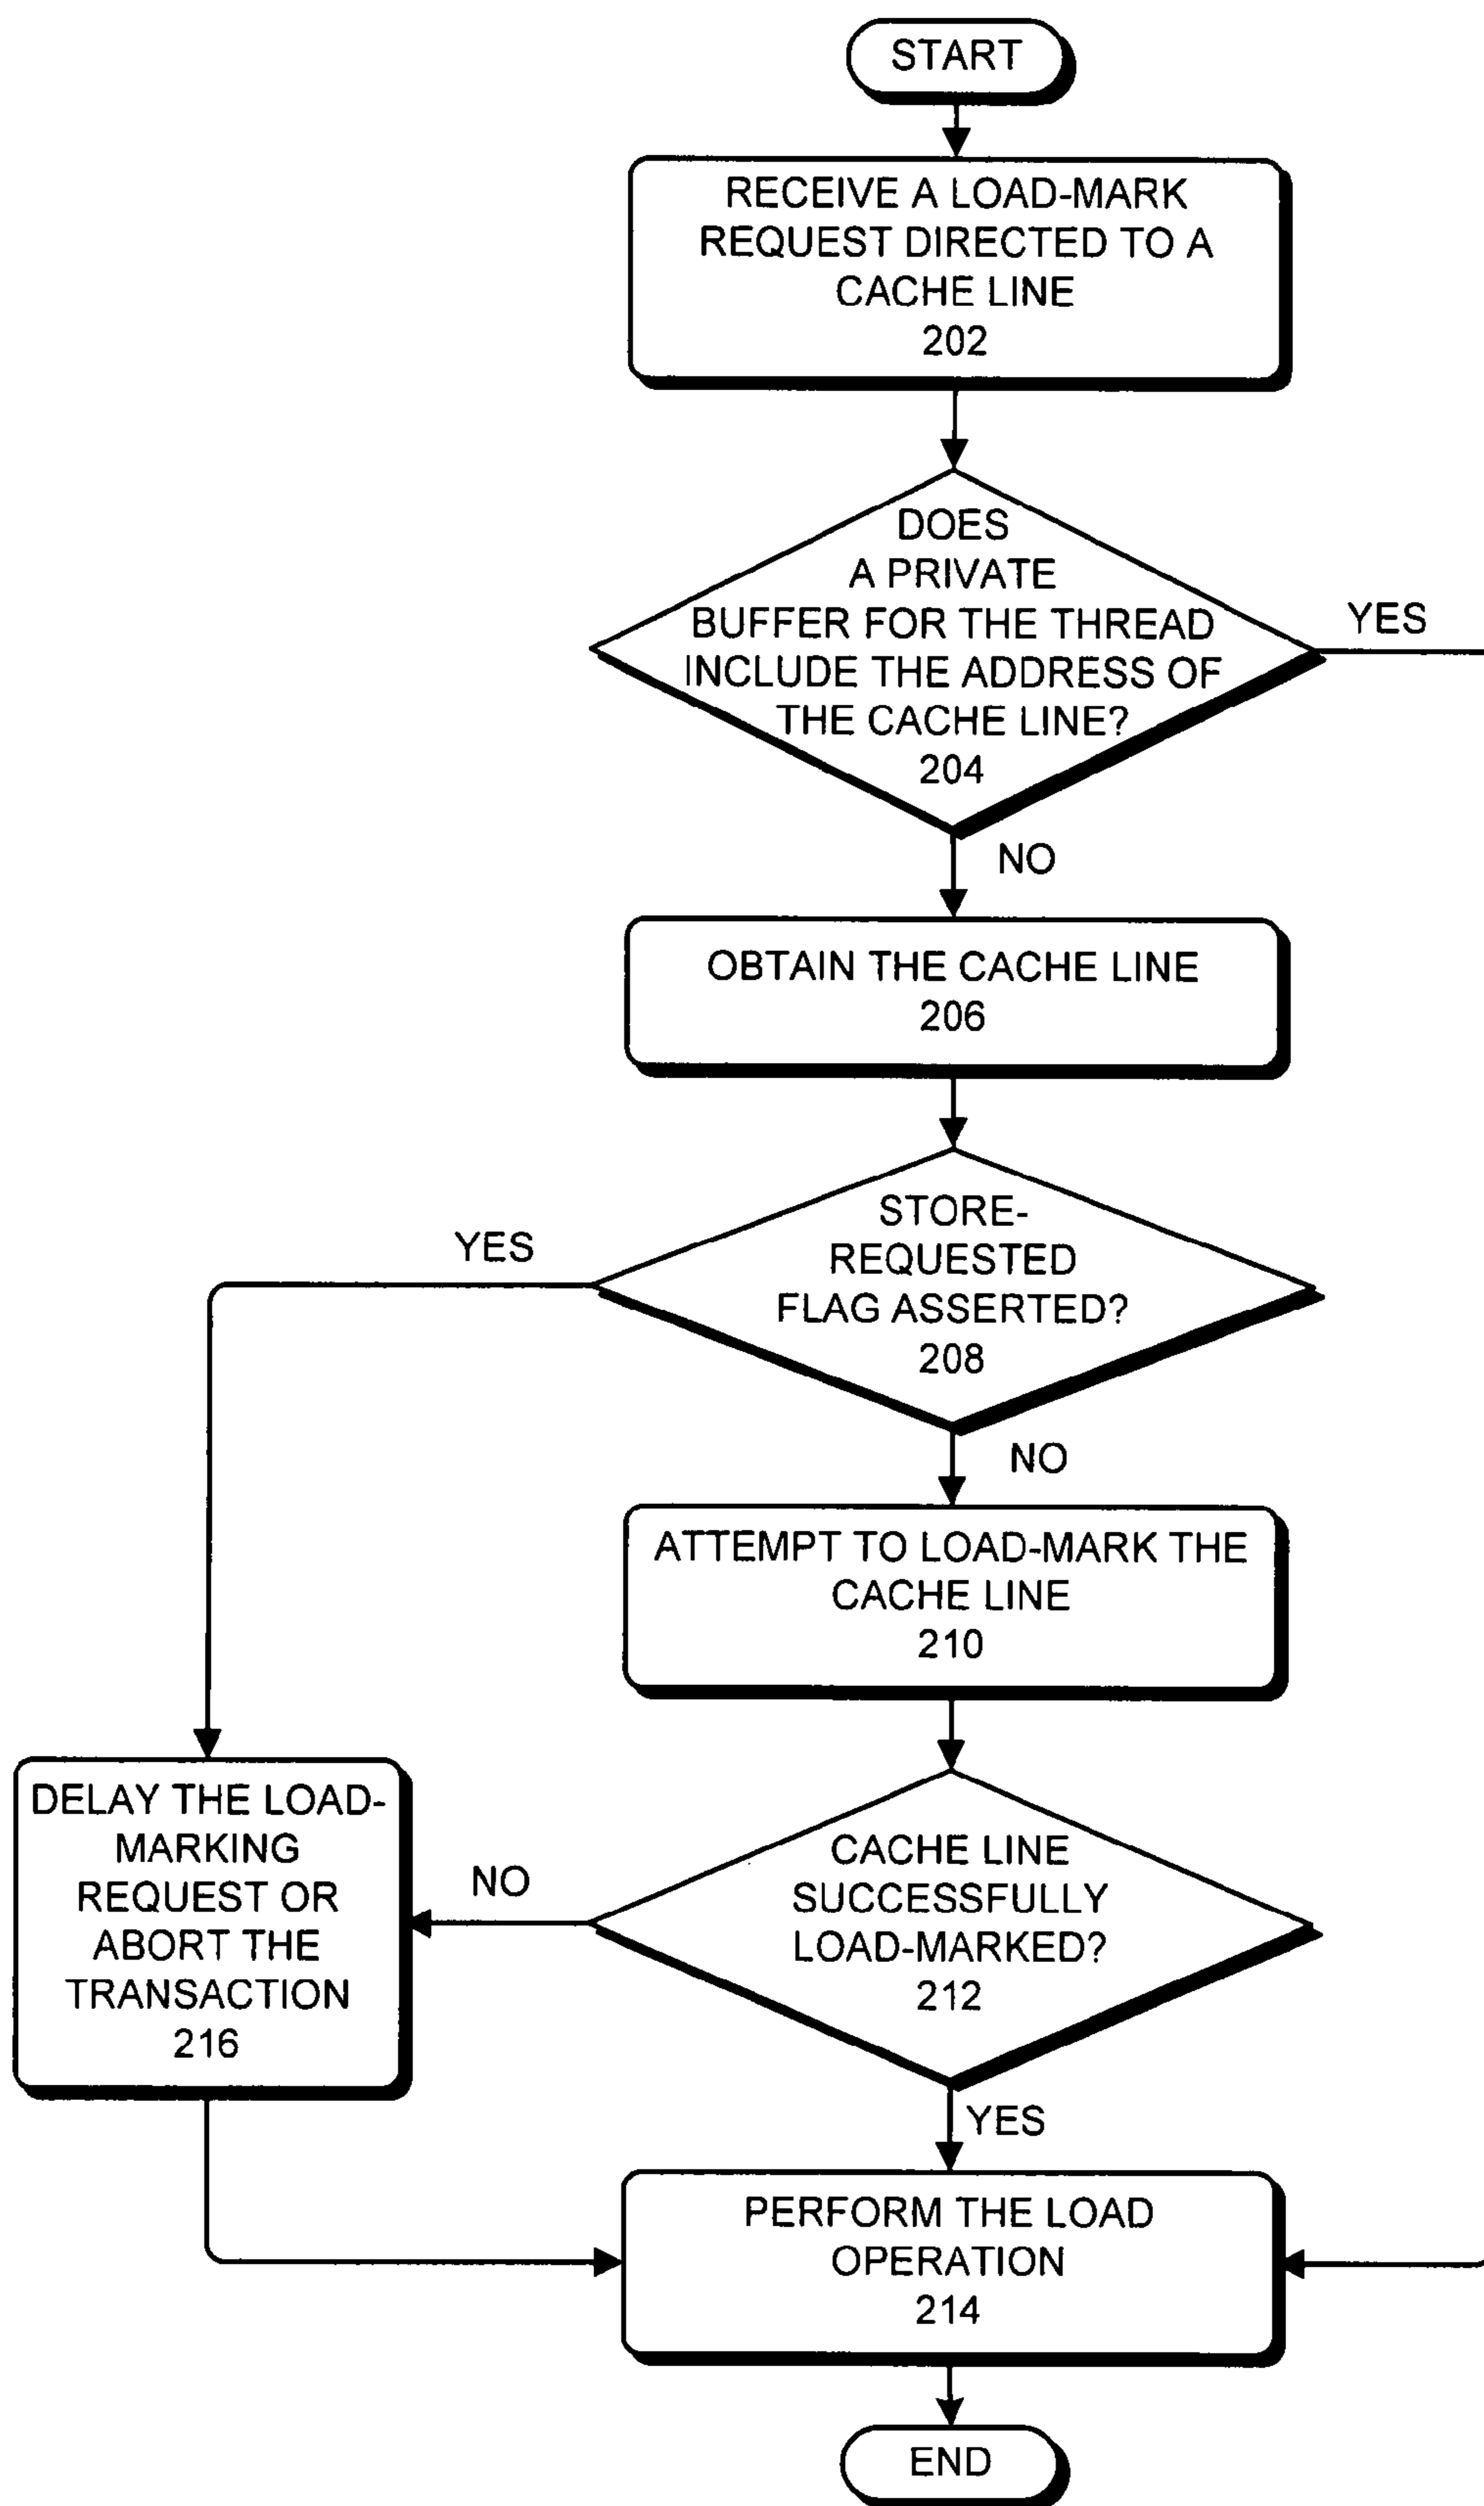 START
RECEIVE A LOAD-MARK
REQUEST DIRECTED TO A
CACHE LINE
202
DOES
A PRIVATE
BUFFER FOR THE THREAD
INCLUDE THE ADDRESS OF
THE CACHE LINE?
204
YES
NO
OBTAIN THE CACHE LINE
206
STORE-
REQUESTED
FLAG ASSERTED?
208
YES
NO
ATTEMPT TO LOAD-MARK THE
CACHE LINE
210
CACHE LINE
SUCCESSFULLY
LOAD-MARKED?
212
NO
DELAY THE LOAD-
MARKING
REQUEST OR
ABORT THE
TRANSACTION
216
YES
PERFORM THE LOAD
OPERATION
214
END